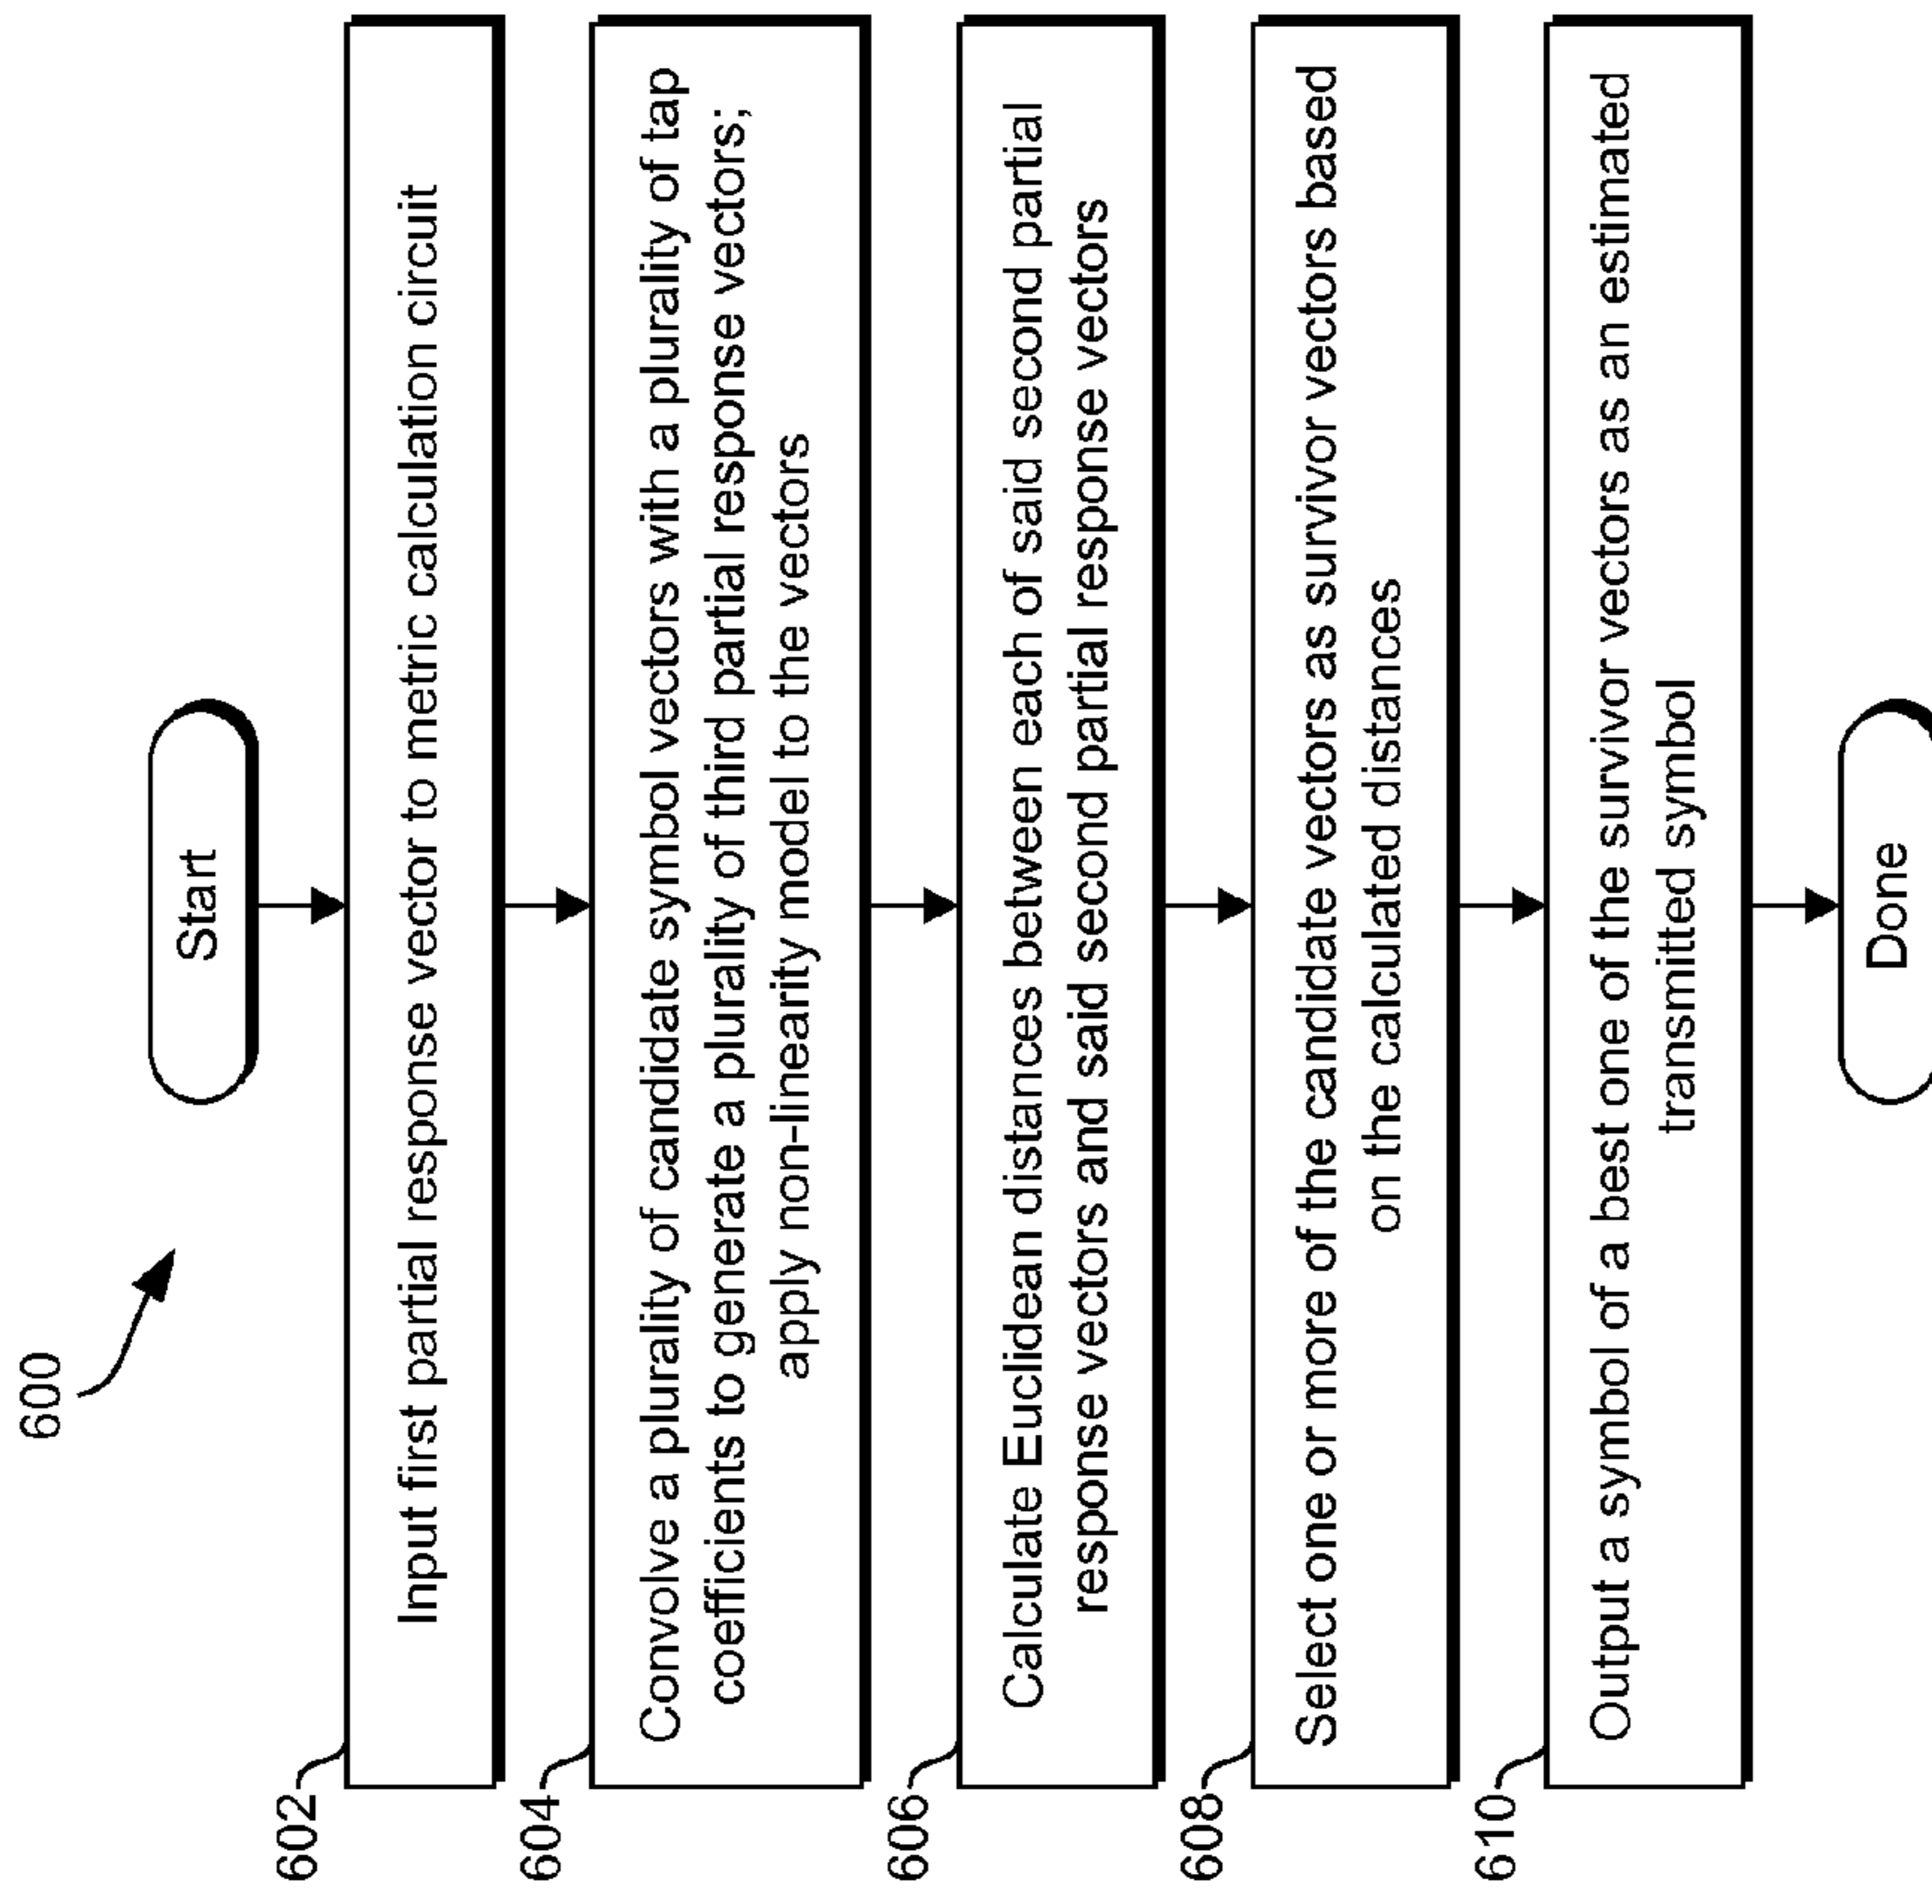 600
Start
602
Input first partial response vector to metric calculation circuit
604
Convolve a plurality of candidate symbol vectors with a plurality of tap
coefficients to generate a plurality of third partial response vectors;
apply non-linearity model to the vectors
606
Calculate Euclidean distances between each of said second partial
response vectors and said second partial response vectors
608
Select one or more of the candidate vectors as survivor vectors based
on the calculated distances
610
Output a symbol of a best one of the survivor vectors as an estimated
transmitted symbol
Done